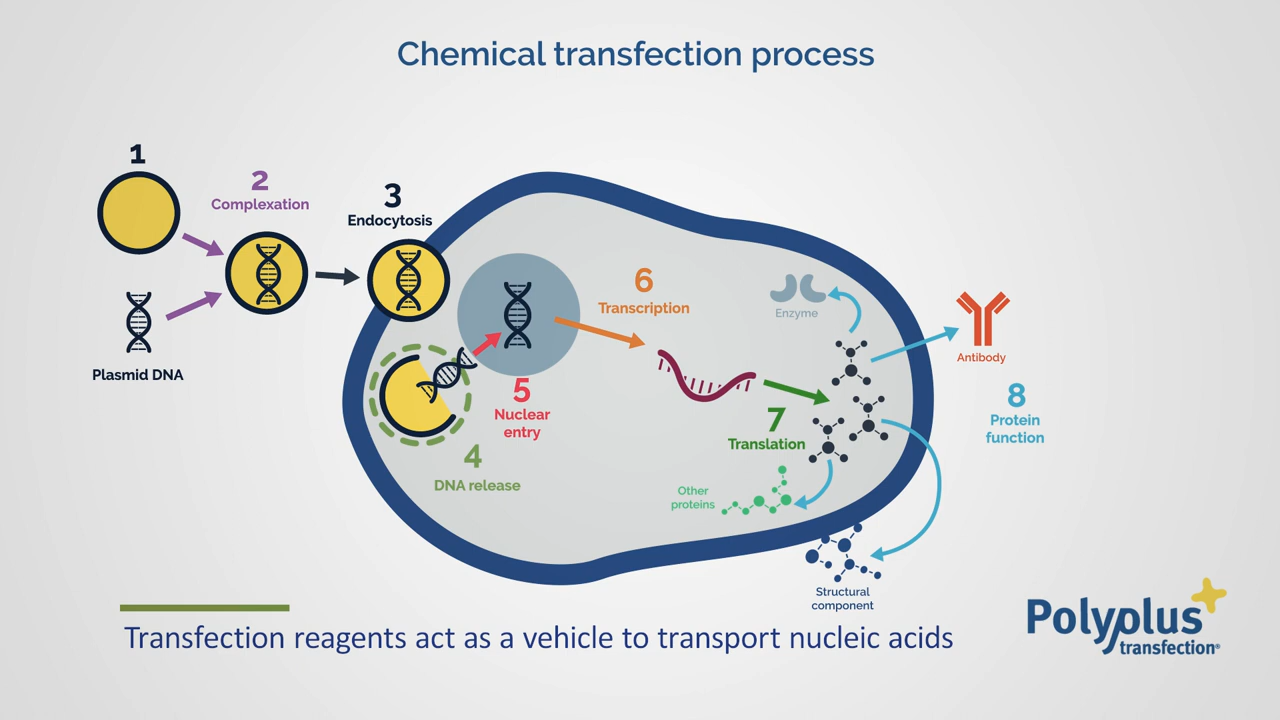 Chemical transfection process
1
2
Complexation
3
Endocytosis
Plasmid DNA
4
DNA release
5
Nuclear
entry
6
Transcription
7
Translation
Enzyme
Antibody
8
Protein
function
Other
proteins
Structural
component
Transfection reagents act as a vehicle to transport nucleic acids
Polyplus
transfection®